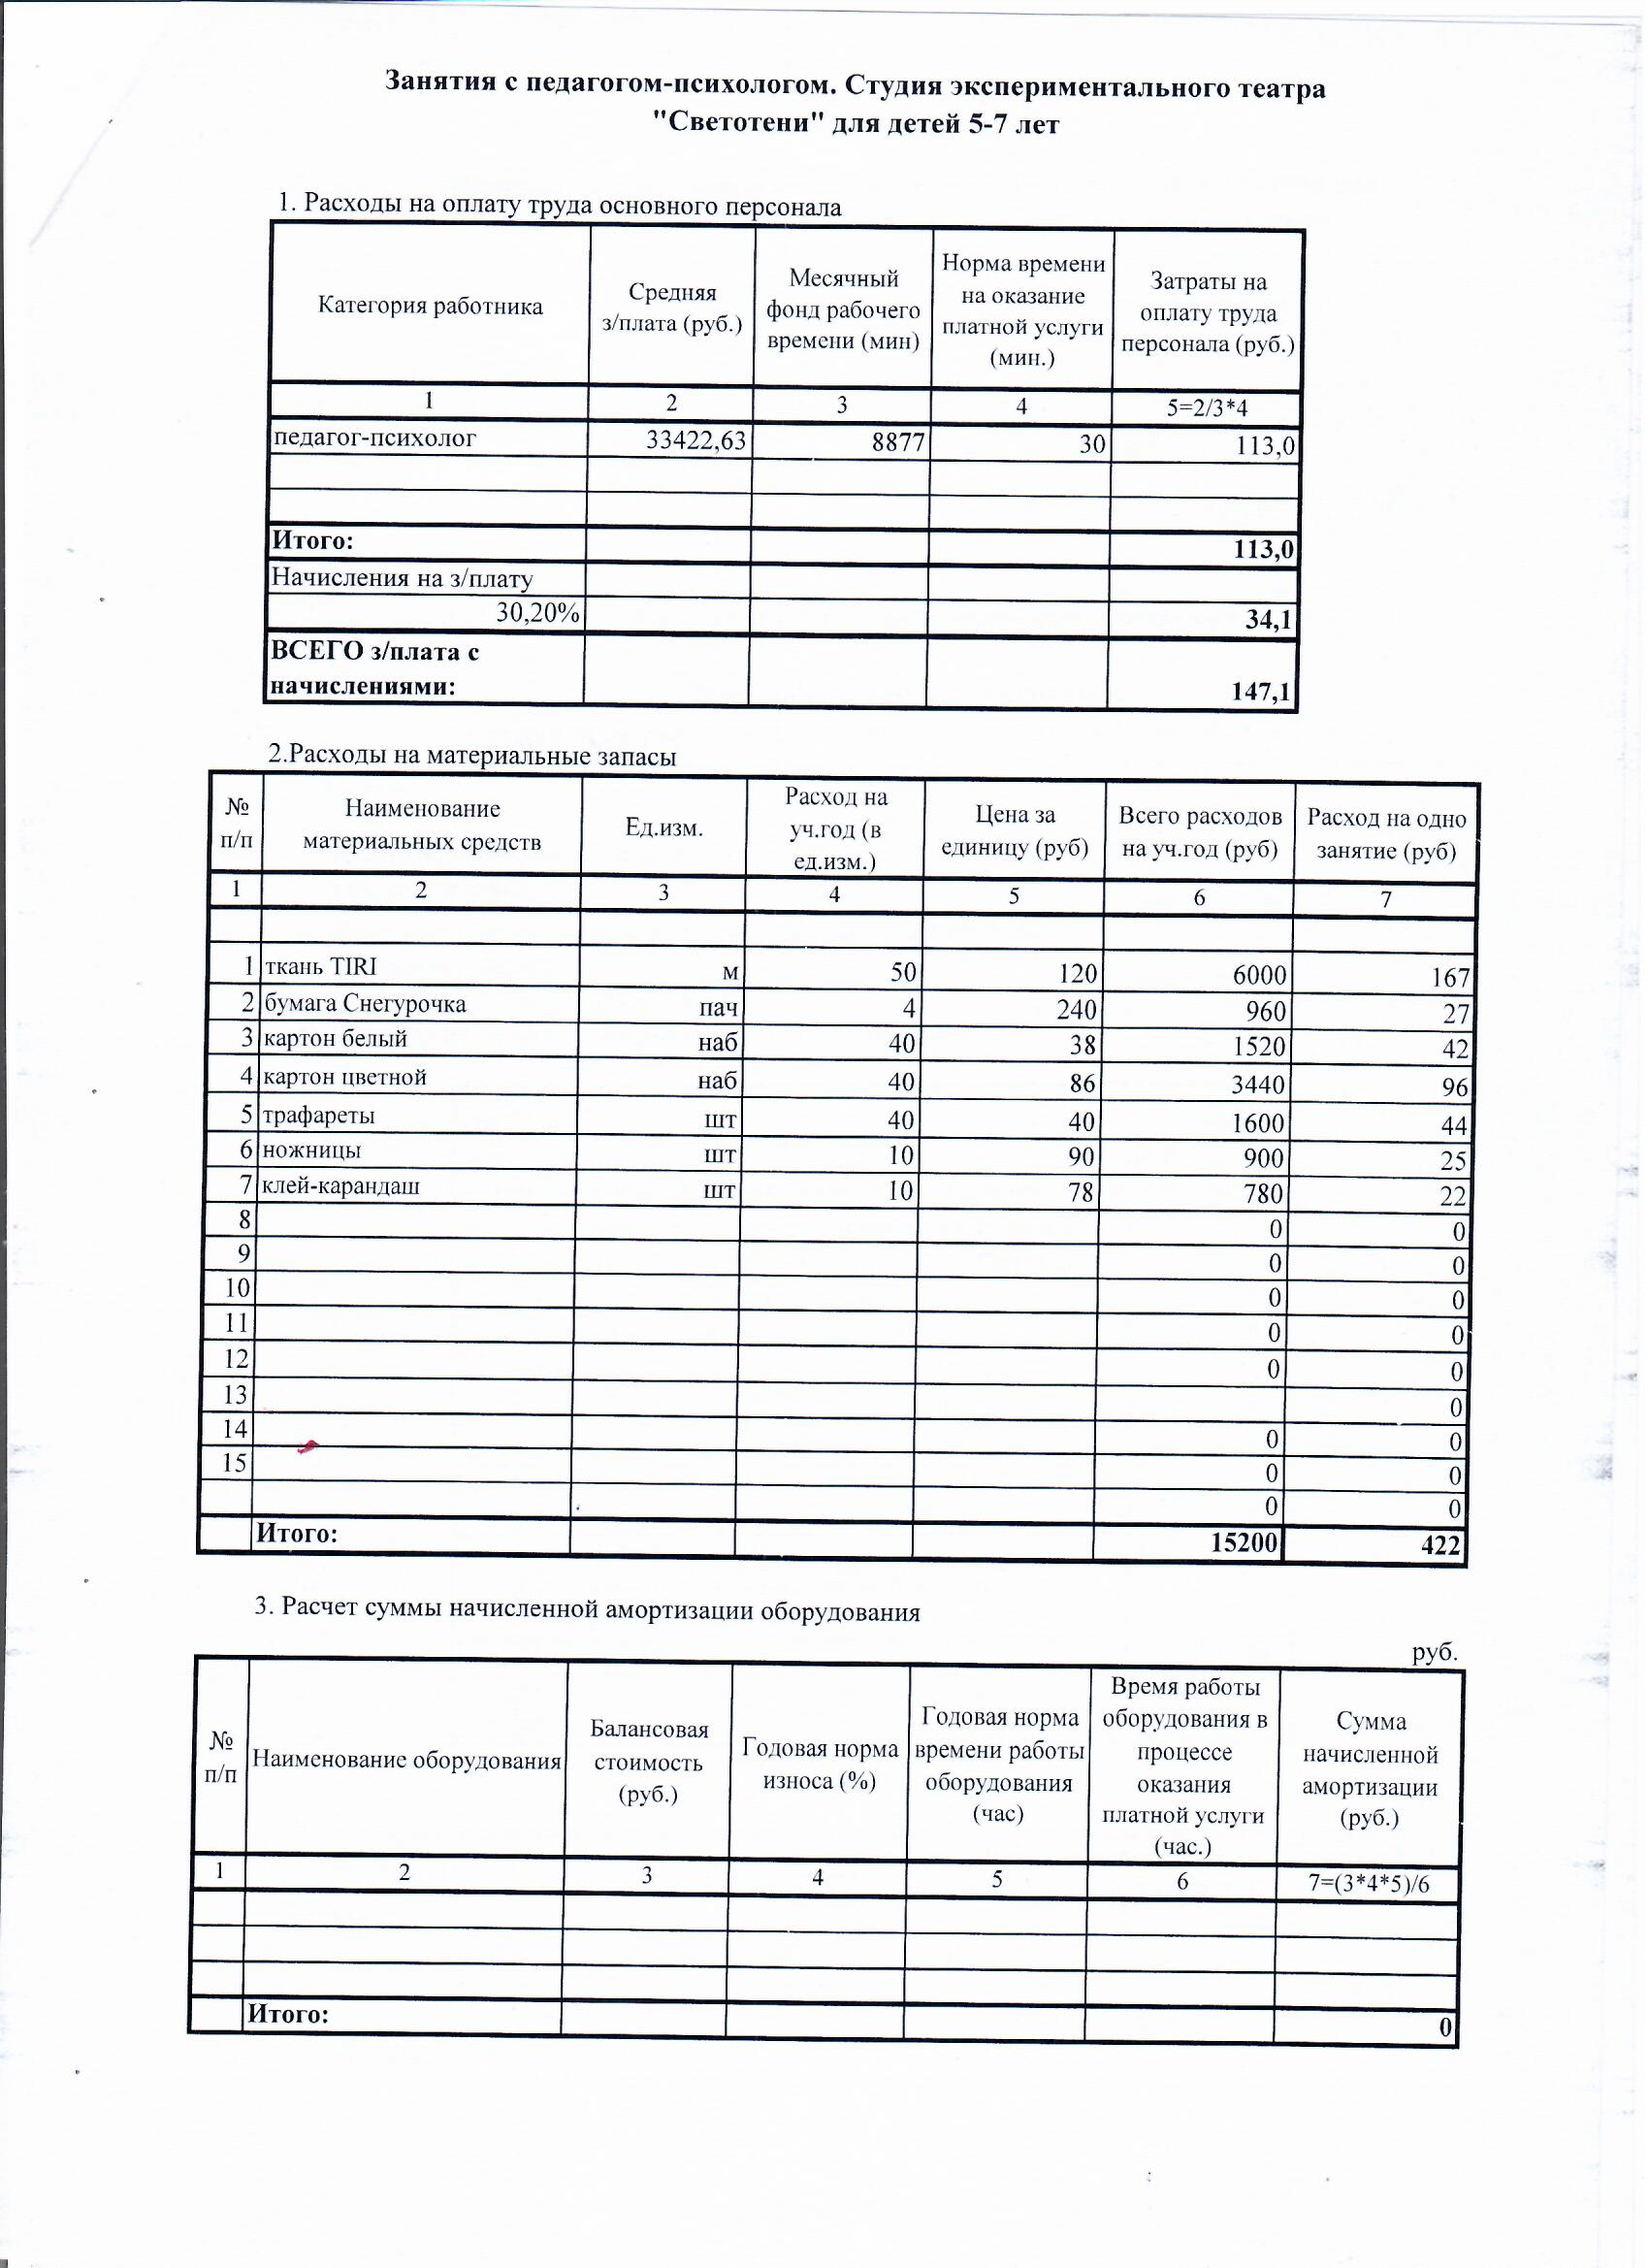 Занятия с педагогом-психологом. Студия экспериментального театра
"Светотени" для детей 5-7 лет
1. Расходы на оплату труда основного персонала
Категория работника
Средняя
з/плата (руб.)
Месячный
фонд рабочего
времени (мин)
Норма времени
на оказание
платной услуги
(мин.)
Затраты на
оплату труда
персонала (руб.)
1 2 3 4 5=2/3*4
педагог-психолог 33422,63 8877 30 113,0
Итого: 113,0
Начисления на з/плату
30,20% 34,1
ВСЕГО з/плата с
начислениями: 147,1
2.Расходы на материальные запасы
№
п/п
Наименование
материальных средств
Ед.изм.
Расход на
уч.год (в
ед.изм.)
Цена за
единицу (руб)
Всего расходов
на уч.год (руб)
Расход на одно
занятие (руб)
1 2 3 4 5 6 7
1 ткань TIRI м 50 120 6000 167
2 бумага Снегурочка пач 4 240 960 27
3 картон белый наб 40 38 1520 42
4 картон цветной наб 40 86 3440 96
5 трафареты шт 40 40 1600 44
6 ножницы шт 10 90 900 25
7 клей-карандаш шт 10 78 780 22
8 0 0
9 0 0
10 0 0
11 0 0
12 0 0
13 0
14 0 0
15 0 0
0 0
Итого: 15200 422
3. Расчет суммы начисленной амортизации оборудования
руб.
№
п/п
Наименование оборудования
Балансовая
стоимость
(руб.)
Годовая норма
износа (%)
Годовая норма
времени работы
оборудования
(час)
Время работы
оборудования в
процессе
оказания
платной услуги
(час.)
Сумма
начисленной
амортизации
(руб.)
1 2 3 4 5 6 7=(3*4*5)/6
Итого: 0